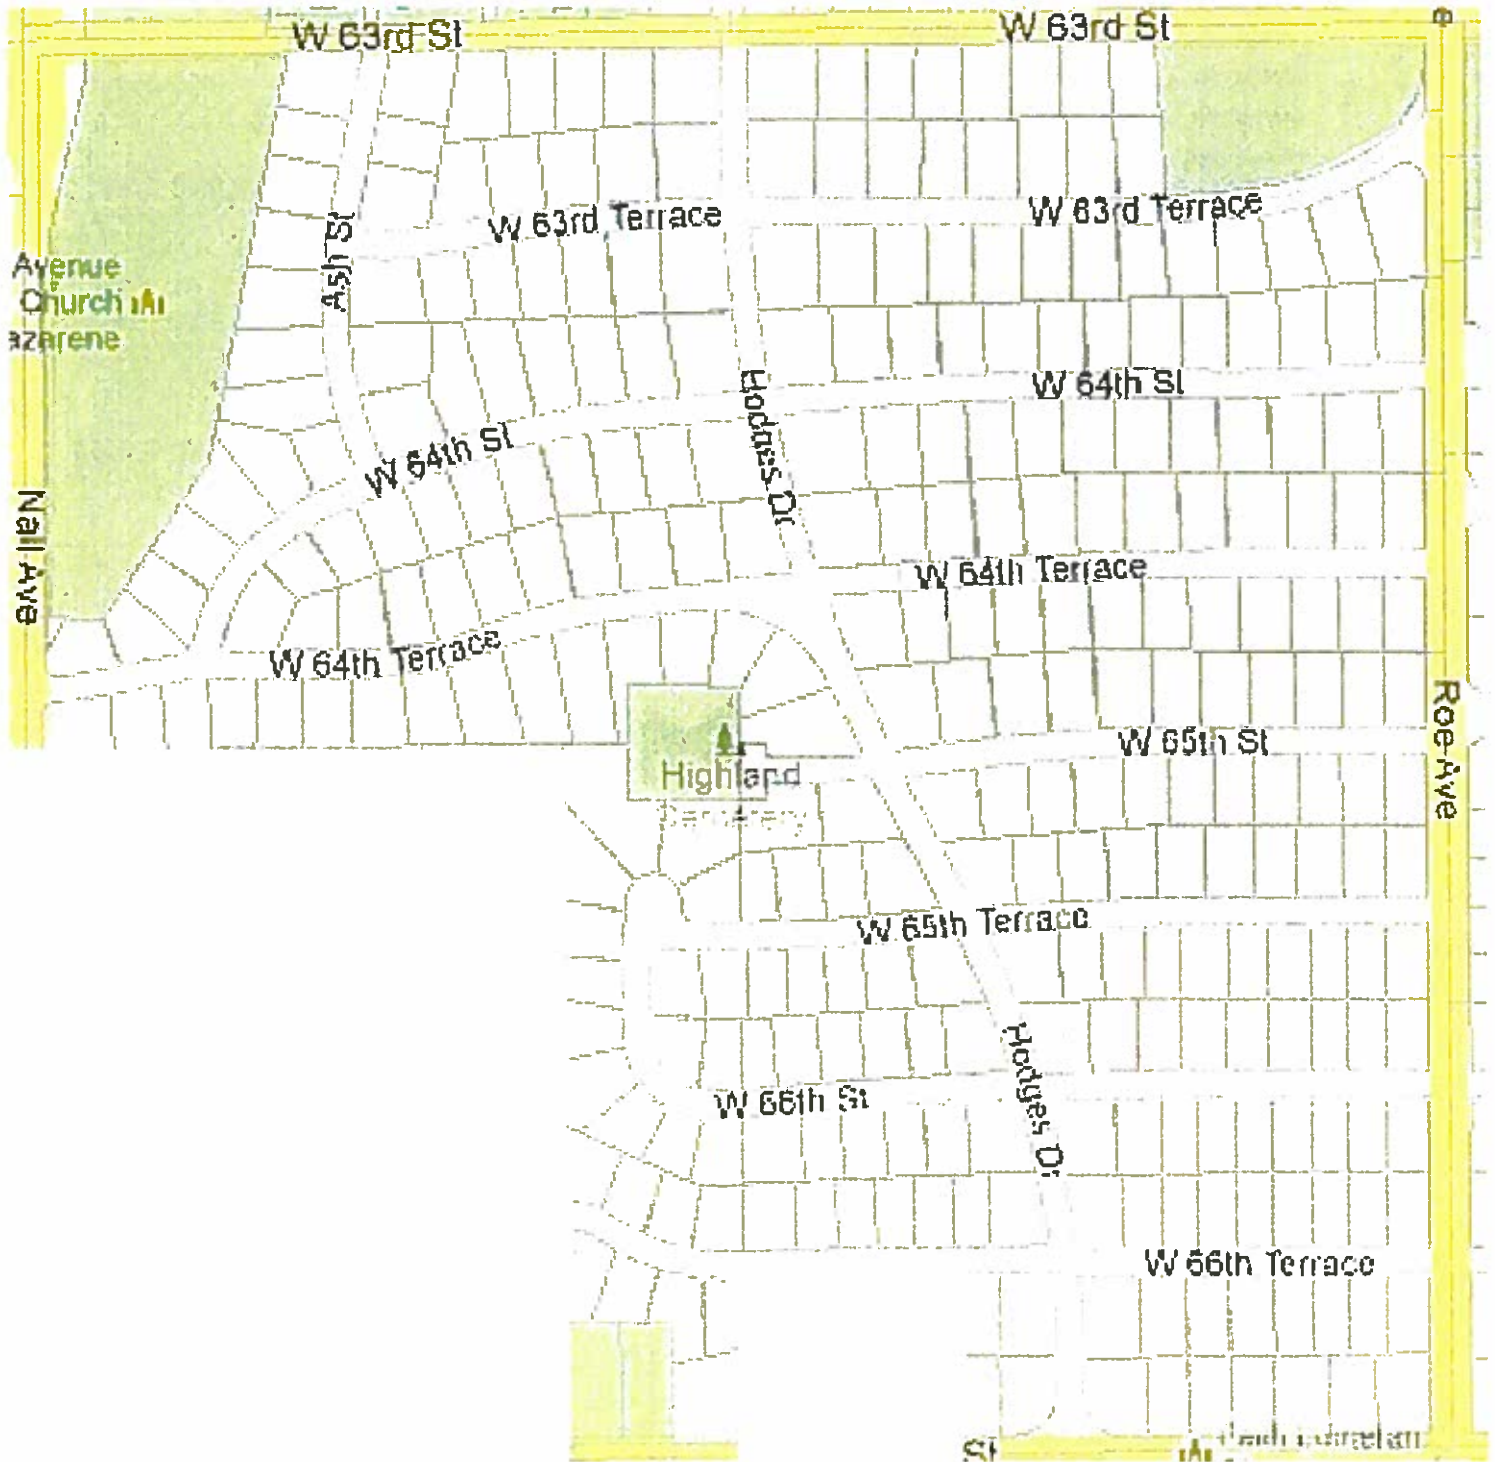 W 63rd St
W 63rd St
W 63rd Terrace
W 63rd Terrace
Ash St
Avenue
Church
azarene
W 64th St
Hodges Dr
W 64th St
Nall Ave
W 64th Terrace
W 64th Terrace
Roe Ave
W 65th St
Highland
W 65th Terrace
Hodges Dr
W 66th St
W 66th Terrace
St